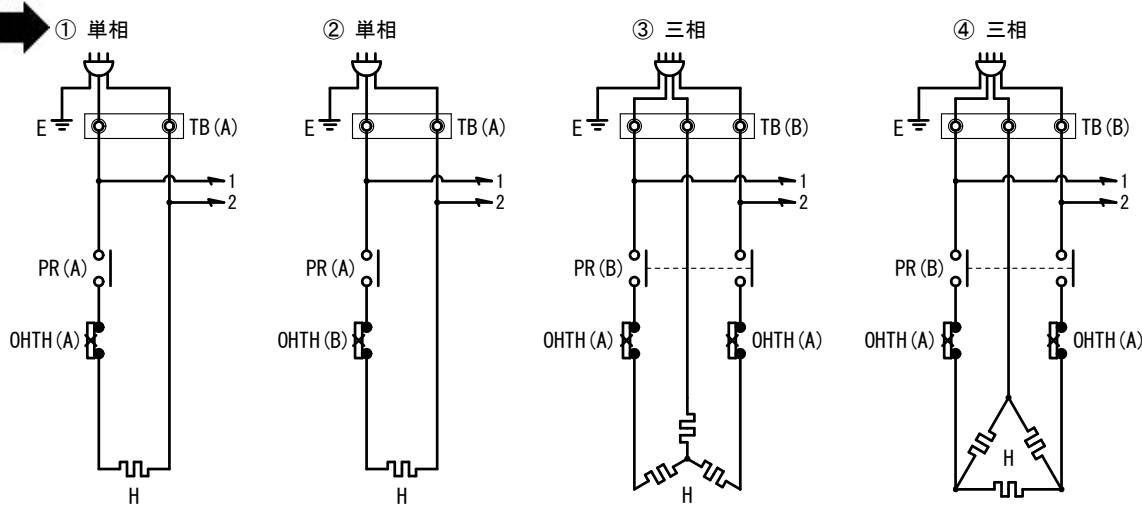 ① 単相
② 単相
③ 三相
④ 三相
E
TB(A)
E
TB(A)
E
TB(B)
E
TB(B)
1
2
1
2
1
2
1
2
PR(A)
PR(A)
PR(B)
PR(B)
OHTH(A)
OHTH(B)
OHTH(A)
OHTH(A)
OHTH(A)
OHTH(A)
H
H
H
H